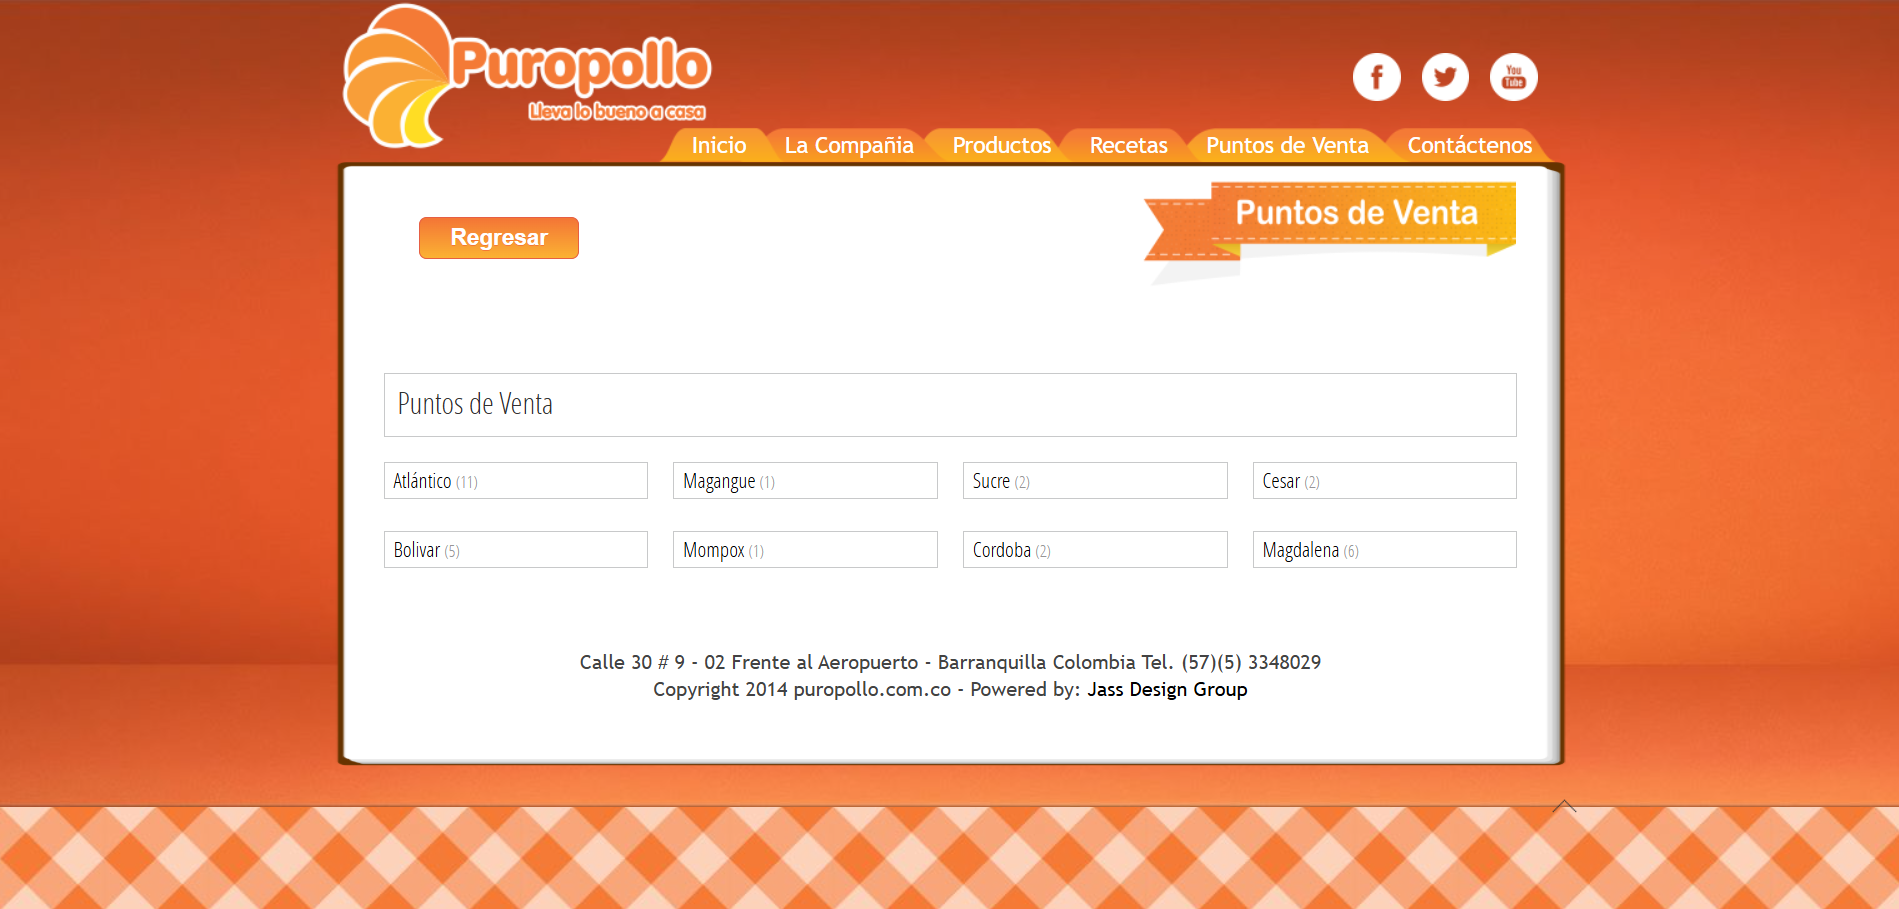 Puropollo
Lleva lo bueno a casa
You
Tube
Inicio La Compañia Productos Recetas Puntos de Venta Contáctenos
Regresar
Puntos de Venta
Puntos de Venta
Atlántico (11) Magangue (1) Sucre (2) Cesar (2)
Bolivar (5) Mompox (1) Cordoba (2) Magdalena (6)
Calle 30 # 9 - 02 Frente al Aeropuerto - Barranquilla Colombia Tel. (57)(5) 3348029
Copyright 2014 puropollo.com.co - Powered by: Jass Design Group